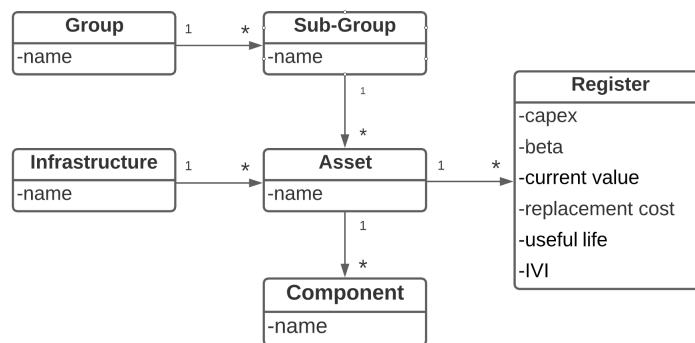 Group
-name
1
*
Sub-Group
-name
1
*
Infrastructure
-name
1
*
Asset
-name
1
*
Register
-capex
-beta
-current value
-replacement cost
-useful life
-IVI
1
*
Component
-name